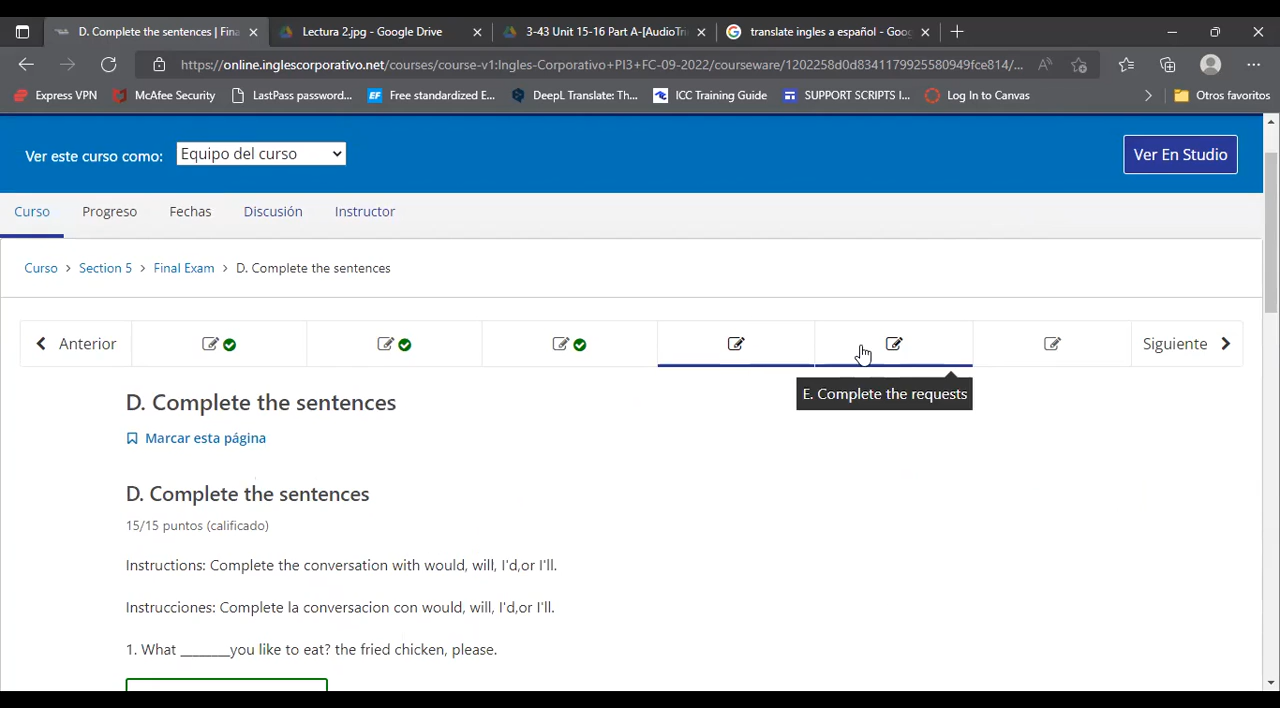 D. Complete the sentences | Fina
Lectura 2.jpg - Google Drive
3-43 Unit 15-16 Part A-[AudioTri
translate ingles a español - Goog
https://online.inglescorporativo.net/courses/course-v1:Ingles-Corporativo+PI3+FC-09-2022/courseware/1202258d0d8341179925580949fce814/...
Express VPN
McAfee Security
LastPass password...
Free standardized E...
DeepL Translate: Th...
ICC Training Guide
SUPPORT SCRIPTS I...
Log In to Canvas
Otros favoritos
Ver este curso como:
Equipo del curso
Ver En Studio
Curso
Progreso
Fechas
Discusión
Instructor
Curso > Section 5 > Final Exam > D. Complete the sentences
Anterior
Siguiente
E. Complete the requests
D. Complete the sentences
Marcar esta página
D. Complete the sentences
15/15 puntos (calificado)
Instructions: Complete the conversation with would, will, I'd,or I'll.
Instrucciones: Complete la conversacion con would, will, I'd,or I'll.
1. What _______you like to eat? the fried chicken, please.